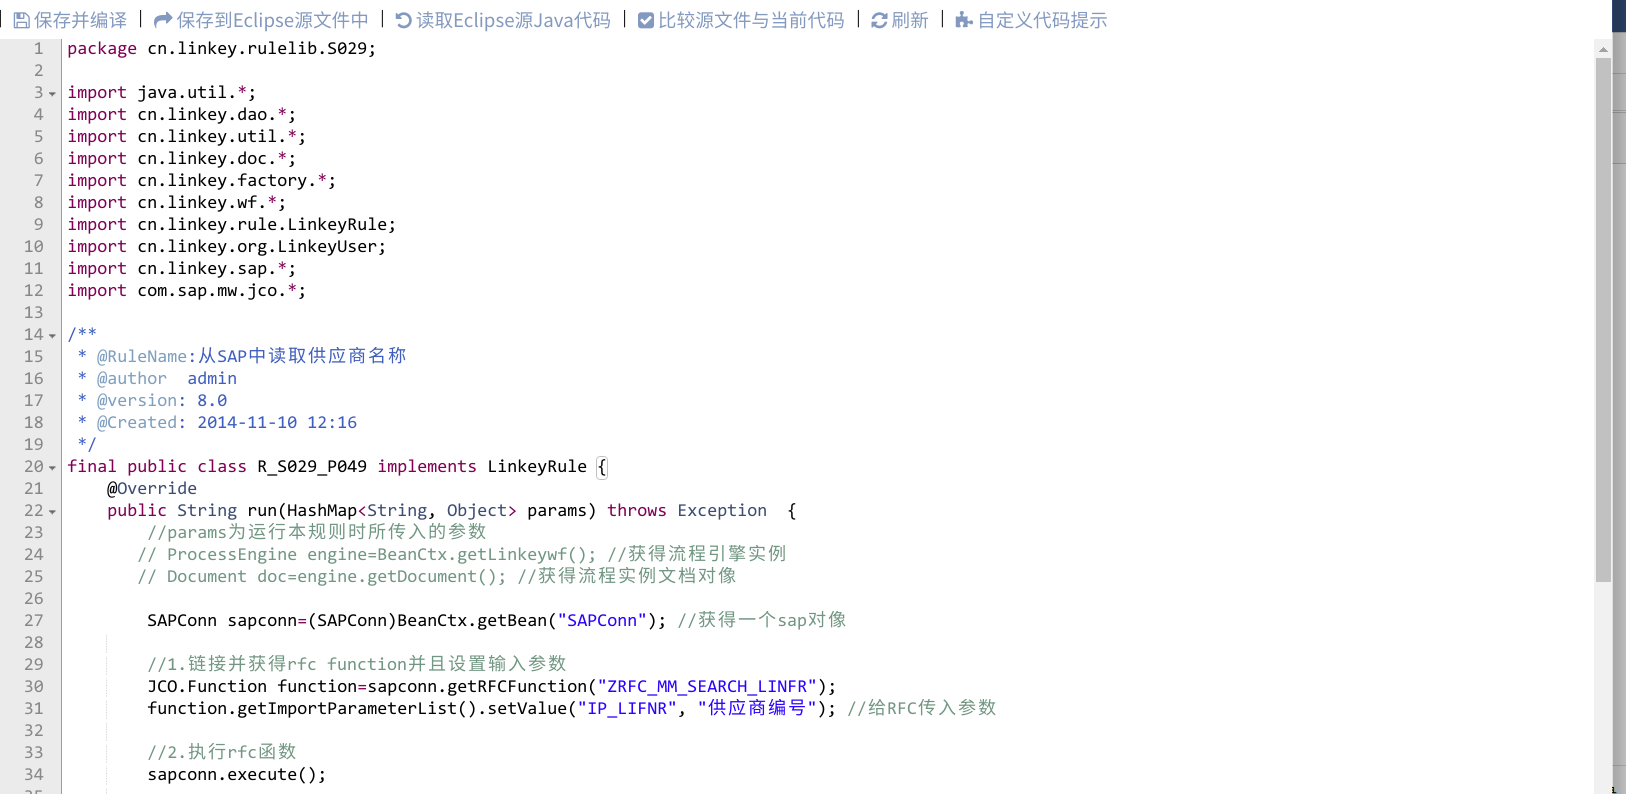 保存并编译 | 保存到Eclipse源文件中 | 读取Eclipse源Java代码 | 比较源文件与当前代码 | 刷新 | 自定义代码提示
1 package cn.linkey.rulelib.S029;
2
3 import java.util.*;
4 import cn.linkey.dao.*;
5 import cn.linkey.util.*;
6 import cn.linkey.doc.*;
7 import cn.linkey.factory.*;
8 import cn.linkey.wf.*;
9 import cn.linkey.rule.LinkeyRule;
10 import cn.linkey.org.LinkeyUser;
11 import cn.linkey.sap.*;
12 import com.sap.mw.jco.*;
13
14 /**
15  * @RuleName:从SAP中读取供应商名称
16  * @author  admin
17  * @version: 8.0
18  * @Created: 2014-11-10 12:16
19  */
20 final public class R_S029_P049 implements LinkeyRule {
21     @Override
22     public String run(HashMap<String, Object> params) throws Exception  {
23         //params为运行本规则时所传入的参数
24        // ProcessEngine engine=BeanCtx.getLinkeywf(); //获得流程引擎实例
25        // Document doc=engine.getDocument(); //获得流程实例文档对像
26
27         SAPConn sapconn=(SAPConn)BeanCtx.getBean("SAPConn"); //获得一个sap对像
28
29         //1.链接并获得rfc function并且设置输入参数
30         JCO.Function function=sapconn.getRFCFunction("ZRFC_MM_SEARCH_LINFR");
31         function.getImportParameterList().setValue("IP_LIFNR", "供应商编号"); //给RFC传入参数
32
33         //2.执行rfc函数
34         sapconn.execute();